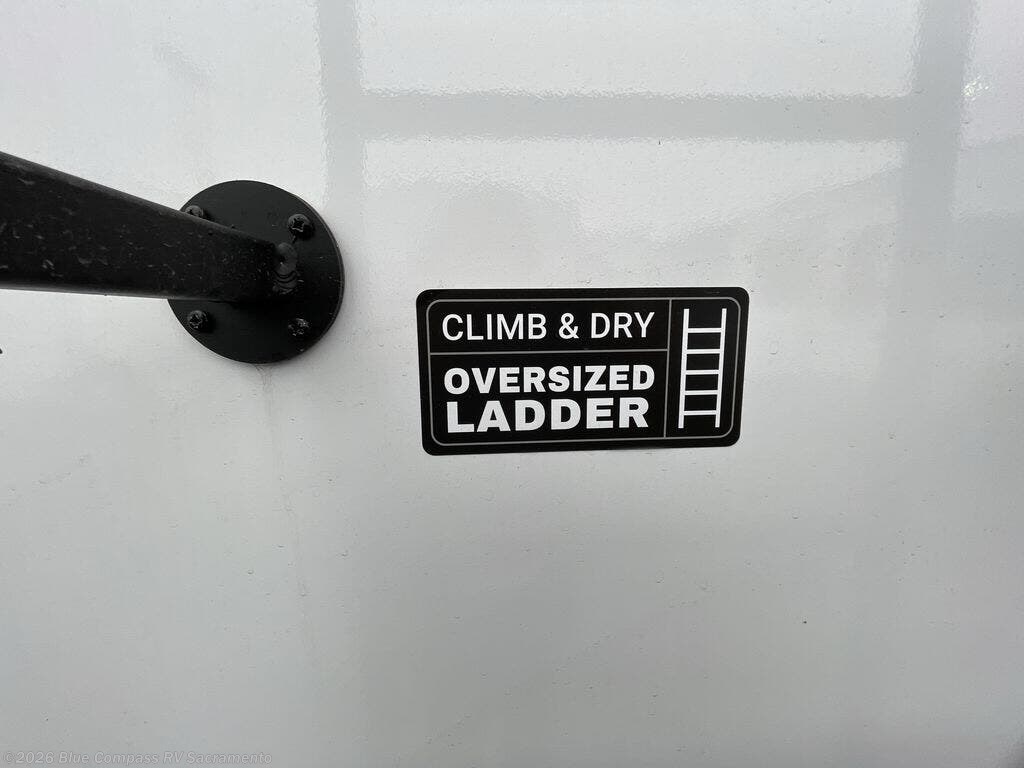 CLIMB & DRY
OVERSIZED
LADDER
©2026 Blue Compass RV Sacramento